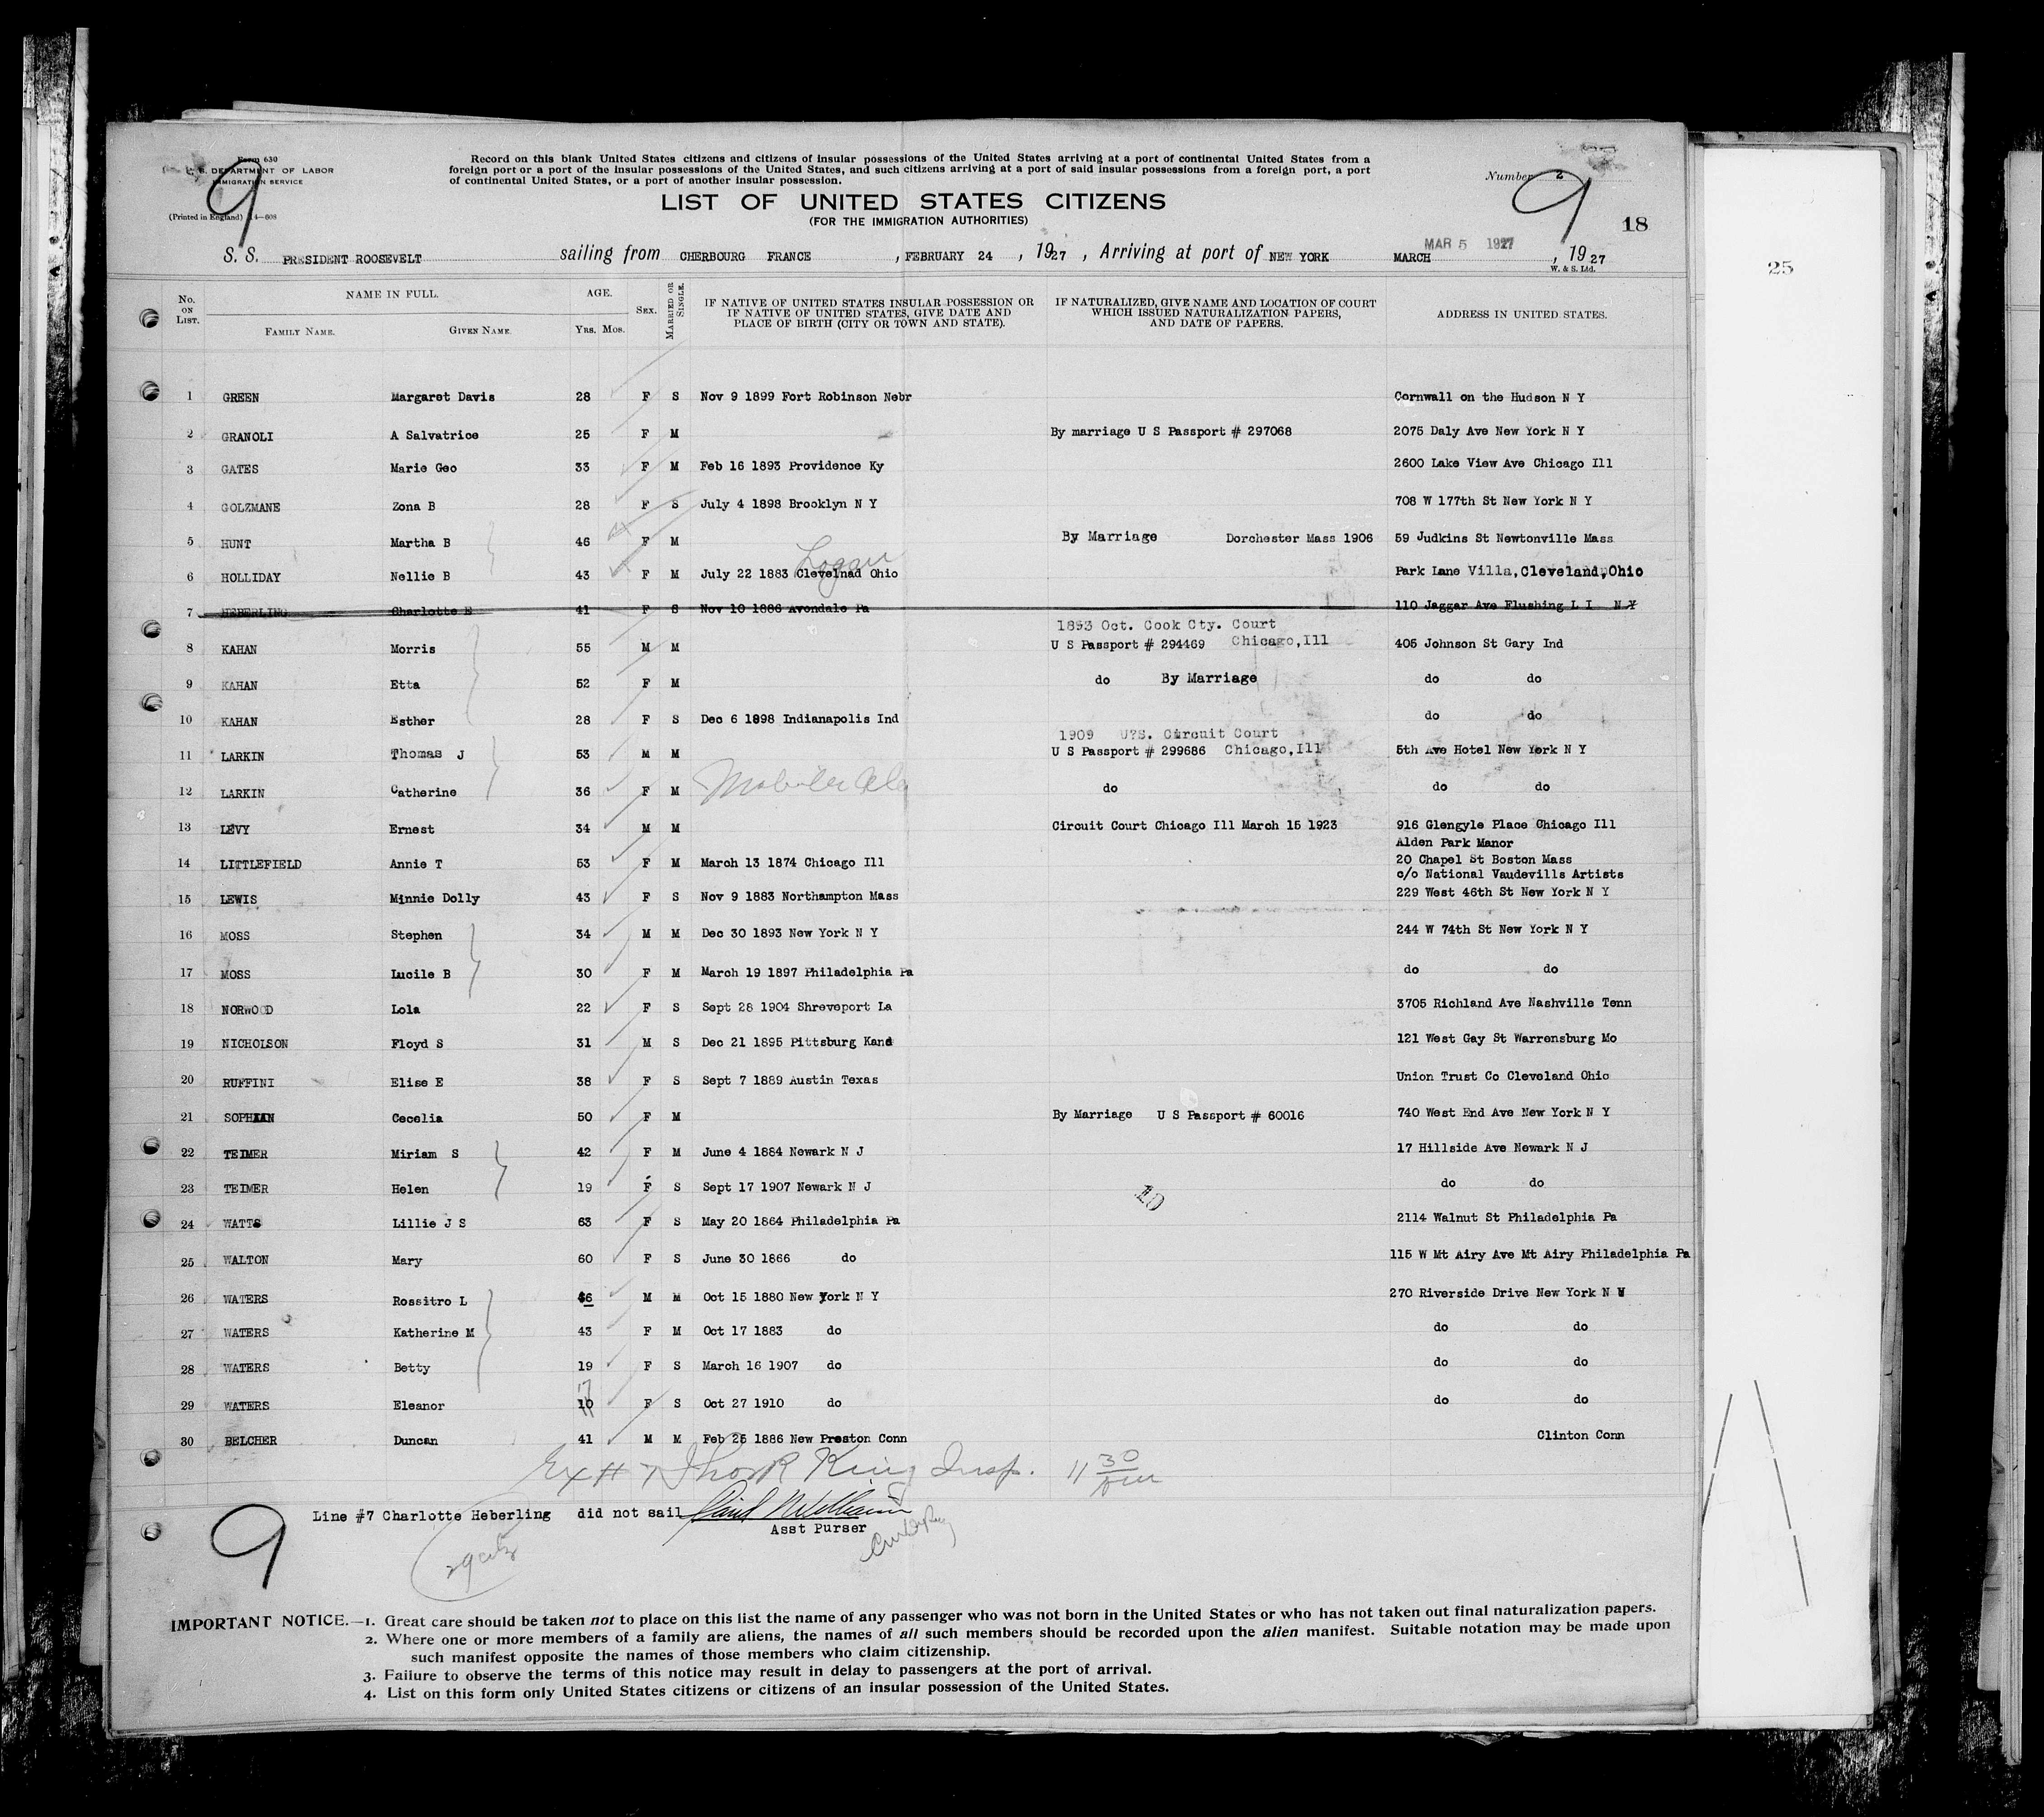 Form 630
U. S. DEPARTMENT OF LABOR
IMMIGRATION SERVICE
(Printed in England) 14—608
9
Record on this blank United States citizens and citizens of insular possessions of the United States arriving at a port of continental United States from a
foreign port or a port of the insular possessions of the United States, and such citizens arriving at a port of said insular possessions from a foreign port, a port
of continental United States, or a port of another insular possession.
Number 2
9
18
LIST OF UNITED STATES CITIZENS
(FOR THE IMMIGRATION AUTHORITIES)
MAR 5 1927
S. S. PRESIDENT ROOSEVELT sailing from CHERBOURG FRANCE , FEBRUARY 24 , 1927 , Arriving at port of NEW YORK MARCH , 1927
W. & S. Ltd.
25
No. ON LIST. NAME IN FULL. AGE. SEX. MARRIED OR SINGLE. IF NATIVE OF UNITED STATES INSULAR POSSESSION OR IF NATIVE OF UNITED STATES, GIVE DATE AND PLACE OF BIRTH (CITY OR TOWN AND STATE). IF NATURALIZED, GIVE NAME AND LOCATION OF COURT WHICH ISSUED NATURALIZATION PAPERS, AND DATE OF PAPERS. ADDRESS IN UNITED STATES.
FAMILY NAME. GIVEN NAME. Yrs. Mos.
1 GREEN Margaret Davis 28 F S Nov 9 1899 Fort Robinson Nebr Cornwall on the Hudson N Y
2 GRANOLI A Salvatrice 25 F M By marriage U S Passport # 297068 2075 Daly Ave New York N Y
3 GATES Marie Geo 33 F M Feb 16 1893 Providence Ky 2600 Lake View Ave Chicago Ill
4 GOLZMANE Zona B 28 F S July 4 1898 Brooklyn N Y 708 W 177th St New York N Y
5 HUNT Martha B 46 F M By Marriage Dorchester Mass 1906 59 Judkins St Newtonville Mass
Logan
6 HOLLIDAY Nellie B 43 F M July 22 1883 Clevelnad Ohio Park Lane Villa, Cleveland, Ohio
7 HEBERLING Charlotte E 41 F S Nov 10 1886 Avondale Pa 110 Jaggar Ave Flushing L I N Y
1893 Oct. Cook Cty. Court
8 KAHAN Morris 55 M M U S Passport # 294469 Chicago, Ill 405 Johnson St Gary Ind
9 KAHAN Etta 52 F M do By Marriage do do
10 KAHAN Esther 28 F S Dec 6 1898 Indianapolis Ind do do
1909 U?S. Circuit Court
11 LARKIN Thomas J 53 M M U S Passport # 299686 Chicago, Ill 5th Ave Hotel New York N Y
12 LARKIN Catherine 36 F M Mobile Ala do do do
13 LEVY Ernest 34 M M Circuit Court Chicago Ill March 15 1923 916 Glengyle Place Chicago Ill
Alden Park Manor
14 LITTLEFIELD Annie T 53 F M March 13 1874 Chicago Ill 20 Chapel St Boston Mass
c/o National Vaudevills Artists
15 LEWIS Minnie Dolly 43 F S Nov 9 1883 Northampton Mass 229 West 46th St New York N Y
16 MOSS Stephen 34 M M Dec 30 1893 New York N Y 244 W 74th St New York N Y
17 MOSS Lucile B 30 F M March 19 1897 Philadelphia Pa do do
18 NORWOOD Lola 22 F S Sept 28 1904 Shreveport La 3705 Richland Ave Nashville Tenn
19 NICHOLSON Floyd S 31 M S Dec 21 1895 Pittsburg Kand 121 West Gay St Warrensburg Mo
20 RUFFINI Elise E 38 F S Sept 7 1889 Austin Texas Union Trust Co Cleveland Ohio
21 SOPHIAN Cecelia 50 F M By Marriage U S Passport # 60016 740 West End Ave New York N Y
22 TEIMER Miriam S 42 F M June 4 1884 Newark N J 17 Hillside Ave Newark N J
23 TEIMER Helen 19 F S Sept 17 1907 Newark N J do do
10
24 WATTS Lillie J S 63 F S May 20 1864 Philadelphia Pa 2114 Walnut St Philadelphia Pa
25 WALTON Mary 60 F S June 30 1866 do 115 W Mt Airy Ave Mt Airy Philadelphia Pa
26 WATERS Rossitro L 46 M M Oct 15 1880 New York N Y 270 Riverside Drive New York N Y
27 WATERS Katherine M 43 F M Oct 17 1883 do do do
28 WATERS Betty 19 F S March 16 1907 do do do
17
29 WATERS Eleanor 10 F S Oct 27 1910 do do do
30 BELCHER Duncan 41 M M Feb 25 1886 New Preston Conn Clinton Conn
King Insp. 11 30
Line #7 Charlotte Heberling did not sail
Asst Purser
9
IMPORTANT NOTICE.—1. Great care should be taken not to place on this list the name of any passenger who was not born in the United States or who has not taken out final naturalization papers.
2. Where one or more members of a family are aliens, the names of all such members should be recorded upon the alien manifest. Suitable notation may be made upon
such manifest opposite the names of those members who claim citizenship.
3. Failure to observe the terms of this notice may result in delay to passengers at the port of arrival.
4. List on this form only United States citizens or citizens of an insular possession of the United States.